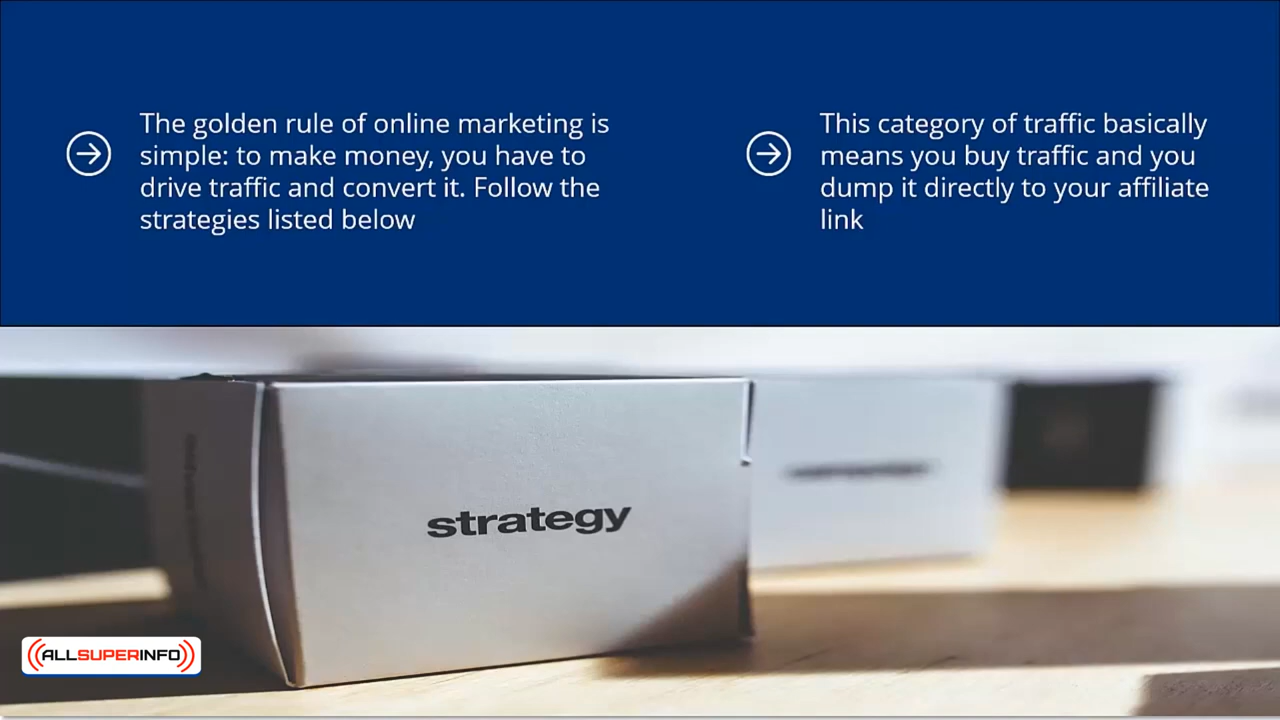 The golden rule of online marketing is
simple: to make money, you have to
drive traffic and convert it. Follow the
strategies listed below
This category of traffic basically
means you buy traffic and you
dump it directly to your affiliate
link
strategy
ALLSUPERINFO